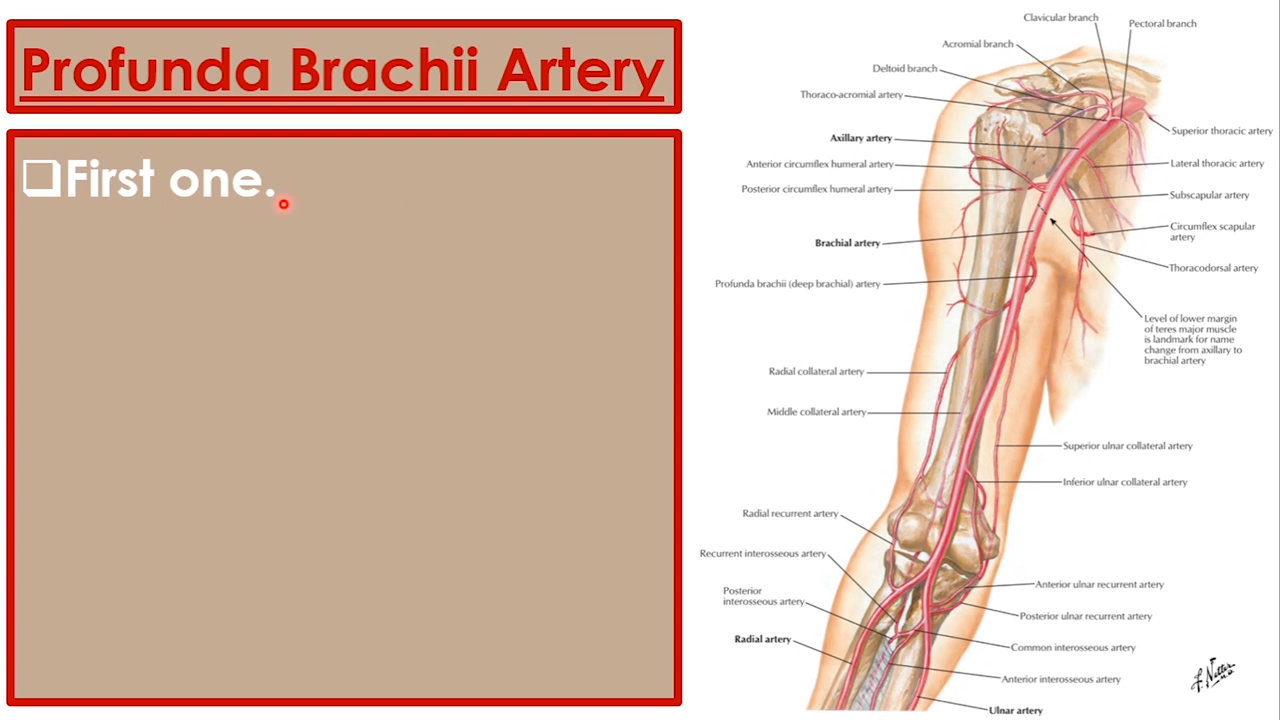 Profunda Brachii Artery
❑First one.
Clavicular branch
Pectoral branch
Acromial branch
Deltoid branch
Thoraco-acromial artery
Axillary artery
Anterior circumflex humeral artery
Posterior circumflex humeral artery
Brachial artery
Profunda brachii (deep brachial) artery
Radial collateral artery
Middle collateral artery
Radial recurrent artery
Recurrent interosseous artery
Posterior
interosseous artery
Radial artery
Superior thoracic artery
Lateral thoracic artery
Subscapular artery
Circumflex scapular
artery
Thoracodorsal artery
Level of lower margin
of teres major muscle
is landmark for name
change from axillary to
brachial artery
Superior ulnar collateral artery
Inferior ulnar collateral artery
Anterior ulnar recurrent artery
Posterior ulnar recurrent artery
Common interosseous artery
Anterior interosseous artery
Ulnar artery
F. Netter
M.D.